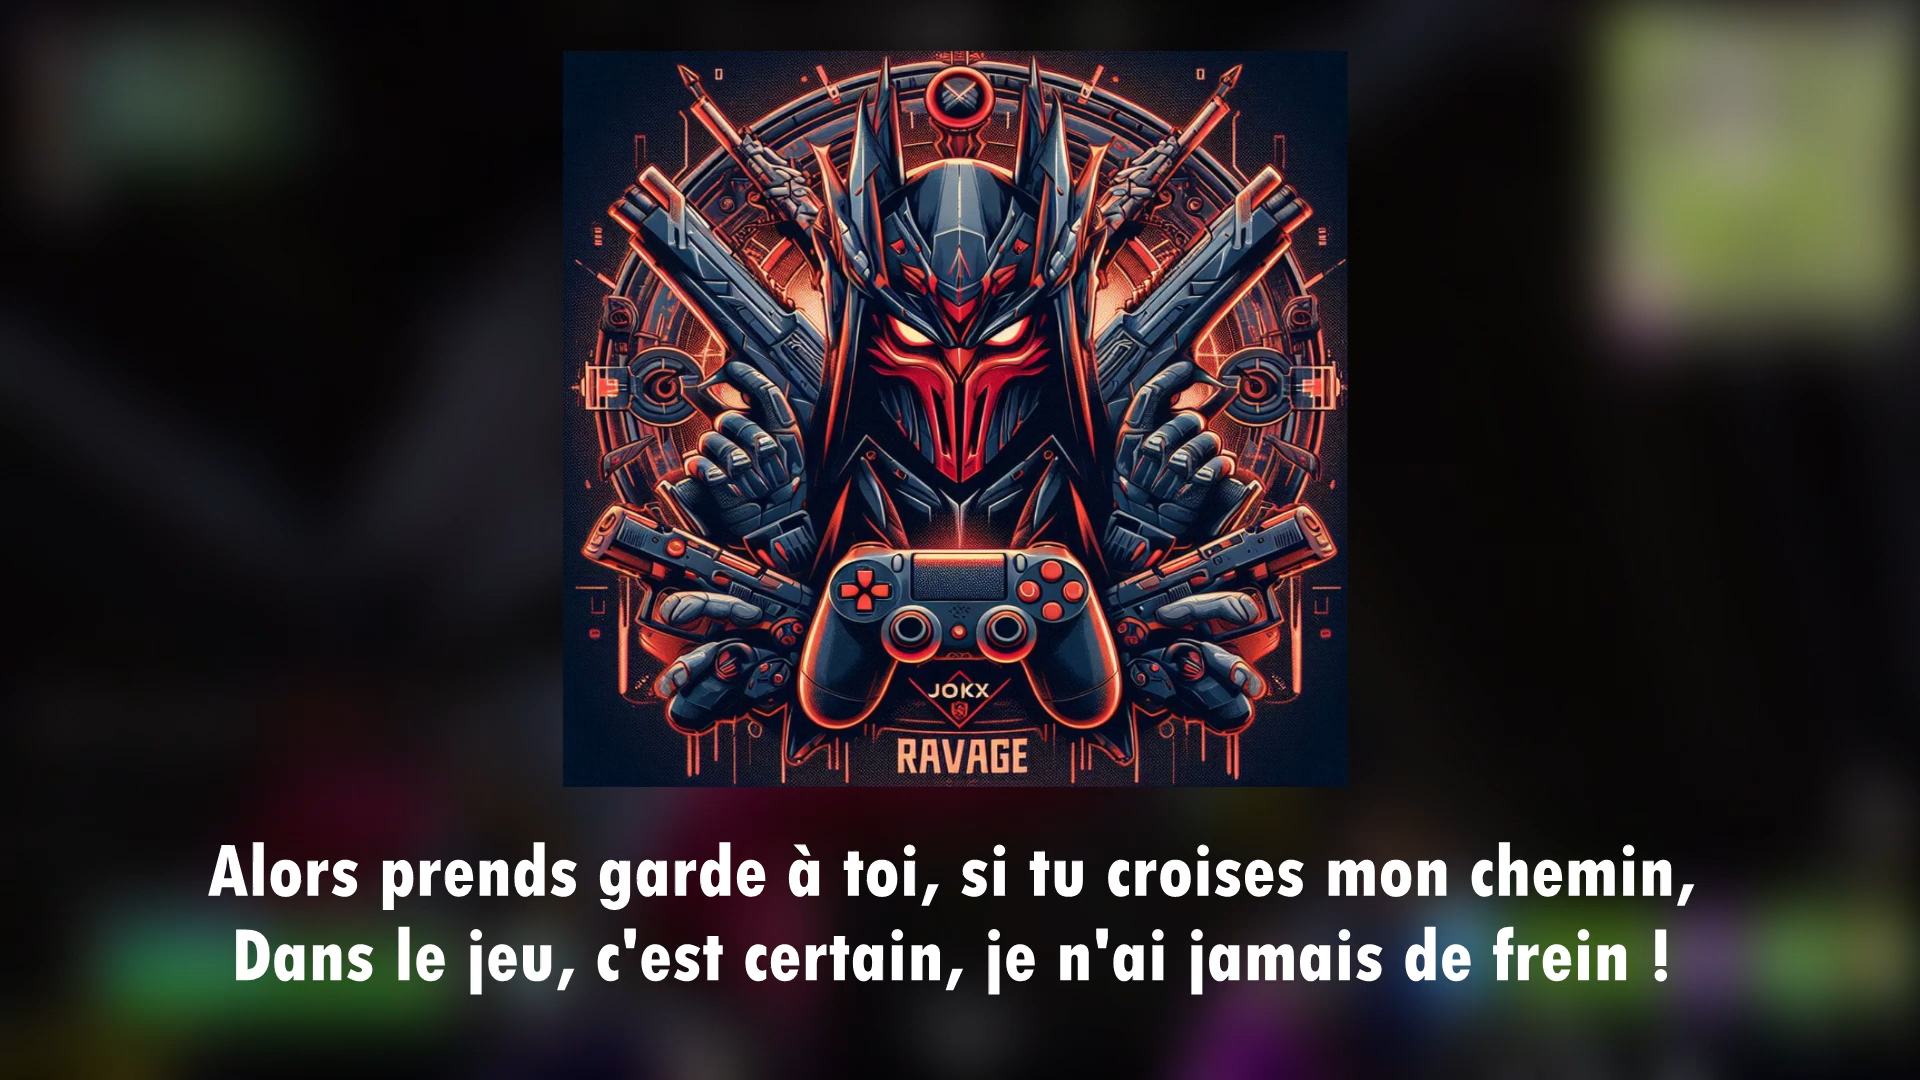 JOKX
RAVAGE
Alors prends garde à toi, si tu croises mon chemin,
Dans le jeu, c'est certain, je n'ai jamais de frein !